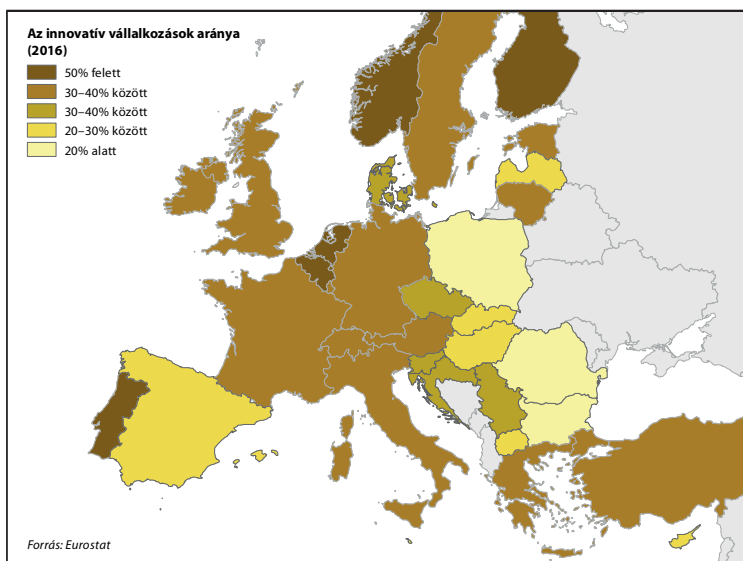 Az innovatív vállalkozások aránya
(2016)
50% felett
30–40% között
30–40% között
20–30% között
20% alatt
Forrás: Eurostat